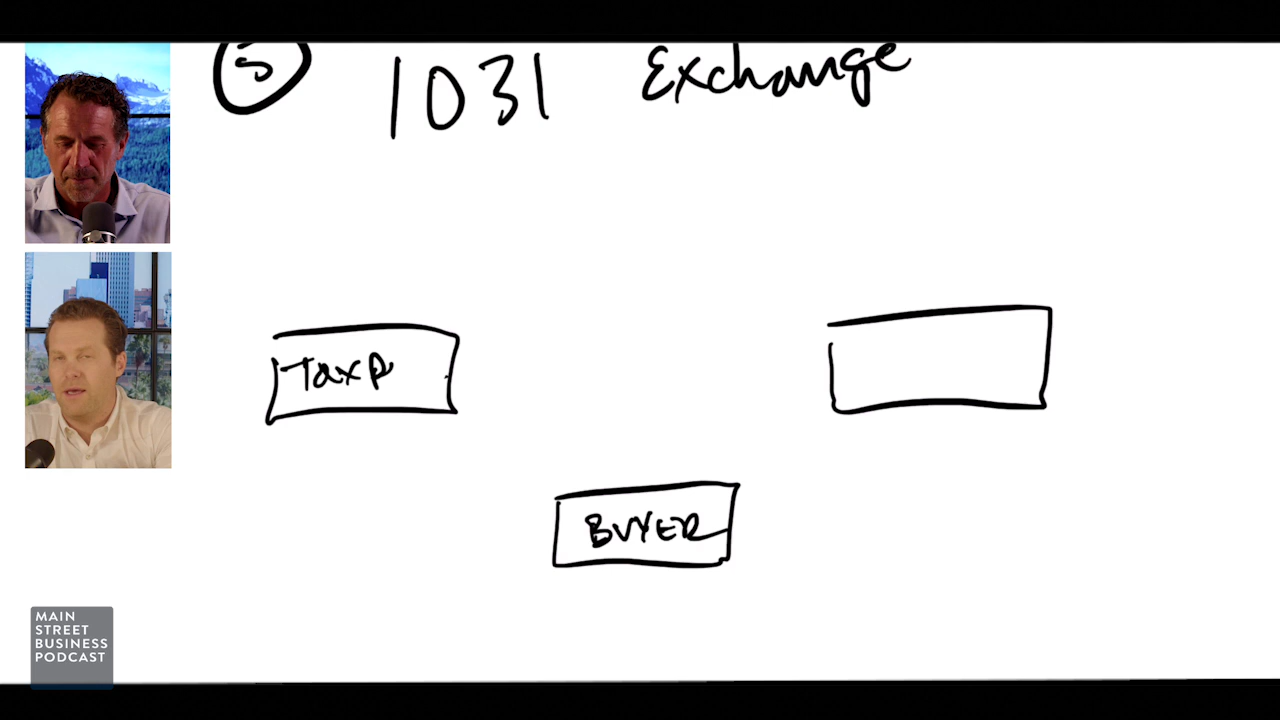 5 1031 Exchange
Taxp
BUYER
MAIN
STREET
BUSINESS
PODCAST